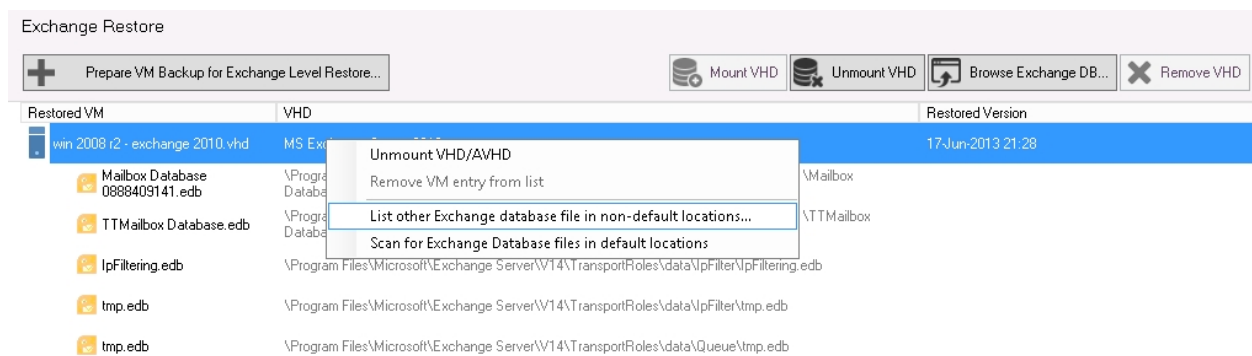 Exchange Restore
Prepare VM Backup for Exchange Level Restore...
Mount VHD
Unmount VHD
Browse Exchange DB...
Remove VHD
Restored VM
VHD
Restored Version
win 2008 r2 - exchange 2010.vhd
MS
17-Jun-2013 21:28
Unmount VHD/AVHD
Remove VM entry from list
List other Exchange database file in non-default locations...
Scan for Exchange Database files in default locations
Mailbox Database
0888409141.edb
\Mailbox
TTMailbox Database.edb
\TTMailbox
IpFiltering.edb
\Program Files\Microsoft\Exchange Server\V14\TransportRoles\data\IpFilter\IpFiltering.edb
tmp.edb
\Program Files\Microsoft\Exchange Server\V14\TransportRoles\data\IpFilter\tmp.edb
tmp.edb
\Program Files\Microsoft\Exchange Server\V14\TransportRoles\data\Queue\tmp.edb